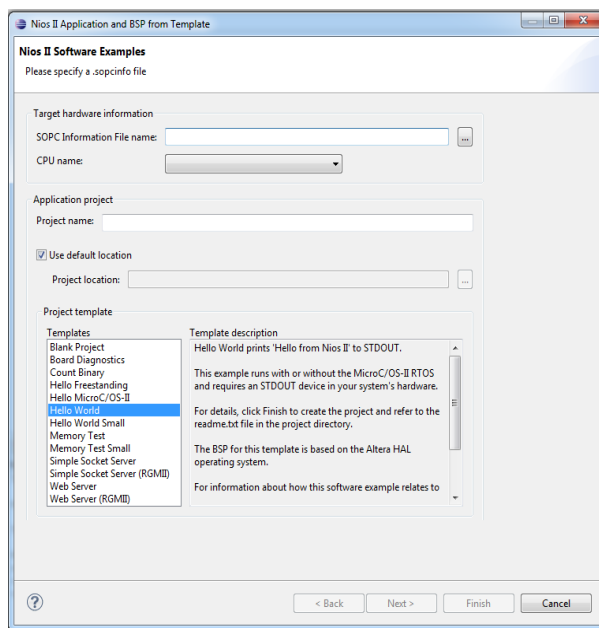 Nios II Application and BSP from Template
Nios II Software Examples
Please specify a .sopcinfo file
Target hardware information
SOPC Information File name:
...
CPU name:
Application project
Project name:
Use default location
Project location:
...
Project template
Templates
Blank Project
Board Diagnostics
Count Binary
Hello Freestanding
Hello MicroC/OS-II
Hello World
Hello World Small
Memory Test
Memory Test Small
Simple Socket Server
Simple Socket Server (RGMII)
Web Server
Web Server (RGMII)
Template description
Hello World prints 'Hello from Nios II' to STDOUT.
This example runs with or without the MicroC/OS-II RTOS
and requires an STDOUT device in your system's hardware.
For details, click Finish to create the project and refer to the
readme.txt file in the project directory.
The BSP for this template is based on the Altera HAL
operating system.
For information about how this software example relates to
?
< Back
Next >
Finish
Cancel